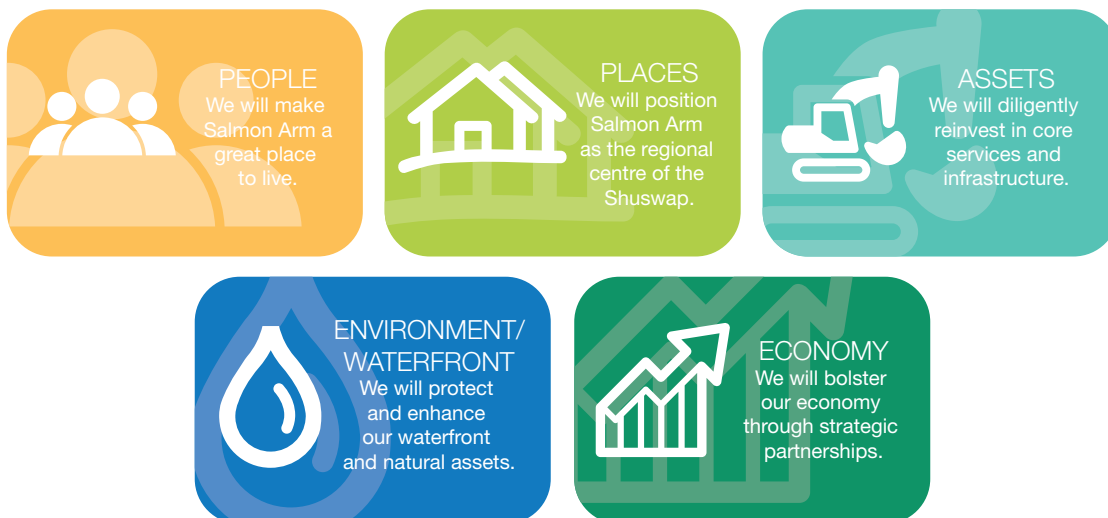 PEOPLE
We will make
Salmon Arm a
great place
to live.
PLACES
We will position
Salmon Arm
as the regional
centre of the
Shuswap.
ASSETS
We will diligently
reinvest in core
services and
infrastructure.
ENVIRONMENT/
WATERFRONT
We will protect
and enhance
our waterfront
and natural assets.
ECONOMY
We will bolster
our economy
through strategic
partnerships.